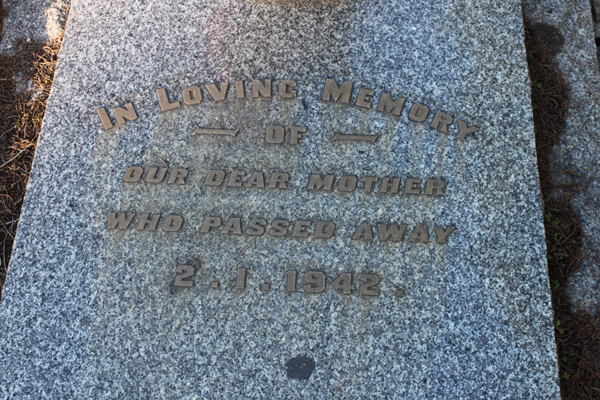 IN LOVING MEMORY
OF
OUR DEAR MOTHER
WHO PASSED AWAY
2.1.1942.